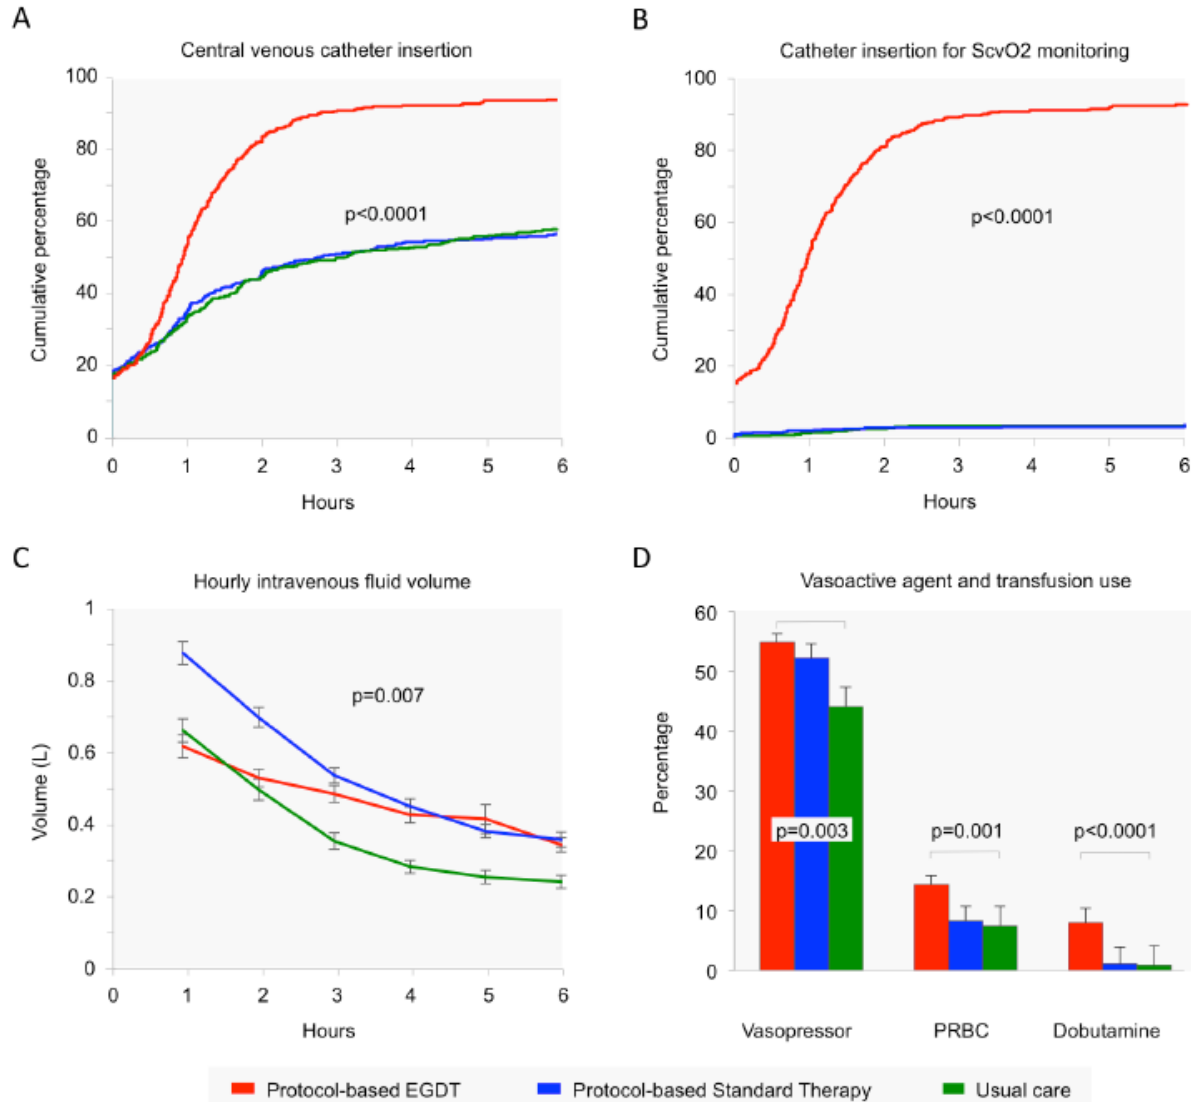 A
Central venous catheter insertion
100
80
60
40
20
0
Cumulative percentage
p<0.0001
0 1 2 3 4 5 6
Hours
B
Catheter insertion for ScvO2 monitoring
100
80
60
40
20
0
Cumulative percentage
p<0.0001
0 1 2 3 4 5 6
Hours
C
Hourly intravenous fluid volume
1
0.8
0.6
0.4
0.2
0
Volume (L)
p=0.007
0 1 2 3 4 5 6
Hours
D
Vasoactive agent and transfusion use
60
50
40
30
20
10
0
Percentage
p=0.003
p=0.001
p<0.0001
Vasopressor PRBC Dobutamine
Protocol-based EGDT Protocol-based Standard Therapy Usual care